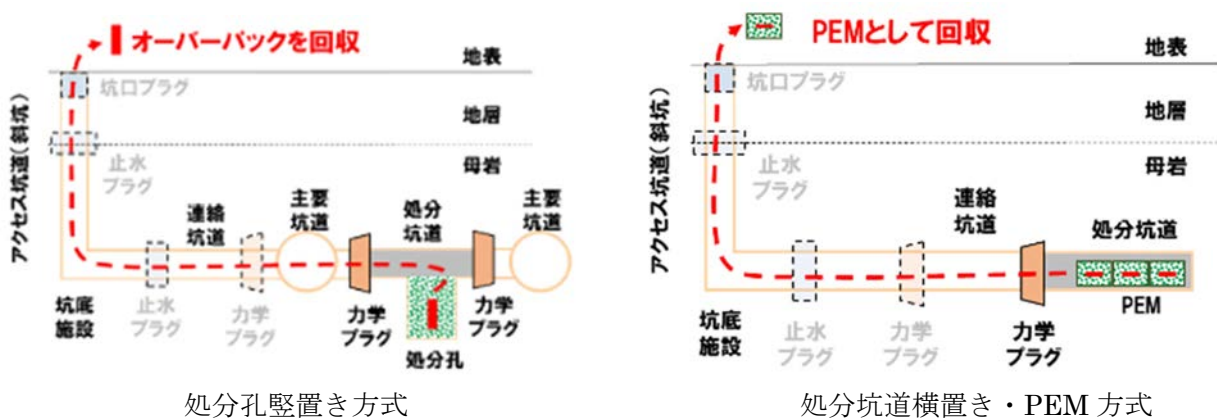 オーバーパックを回収
地表
坑口プラグ
アクセス坑道(斜坑)
地層
止水
プラグ
母岩
連絡
坑道
主要
坑道
処分
坑道
主要
坑道
坑底
施設
止水
プラグ
力学
プラグ
力学
プラグ
処分孔
力学
プラグ
処分孔竪置き方式
PEMとして回収
地表
坑口プラグ
アクセス坑道(斜坑)
地層
止水
プラグ
母岩
連絡
坑道
処分坑道
PEM
坑底
施設
止水
プラグ
力学
プラグ
力学
プラグ
処分坑道横置き・PEM 方式